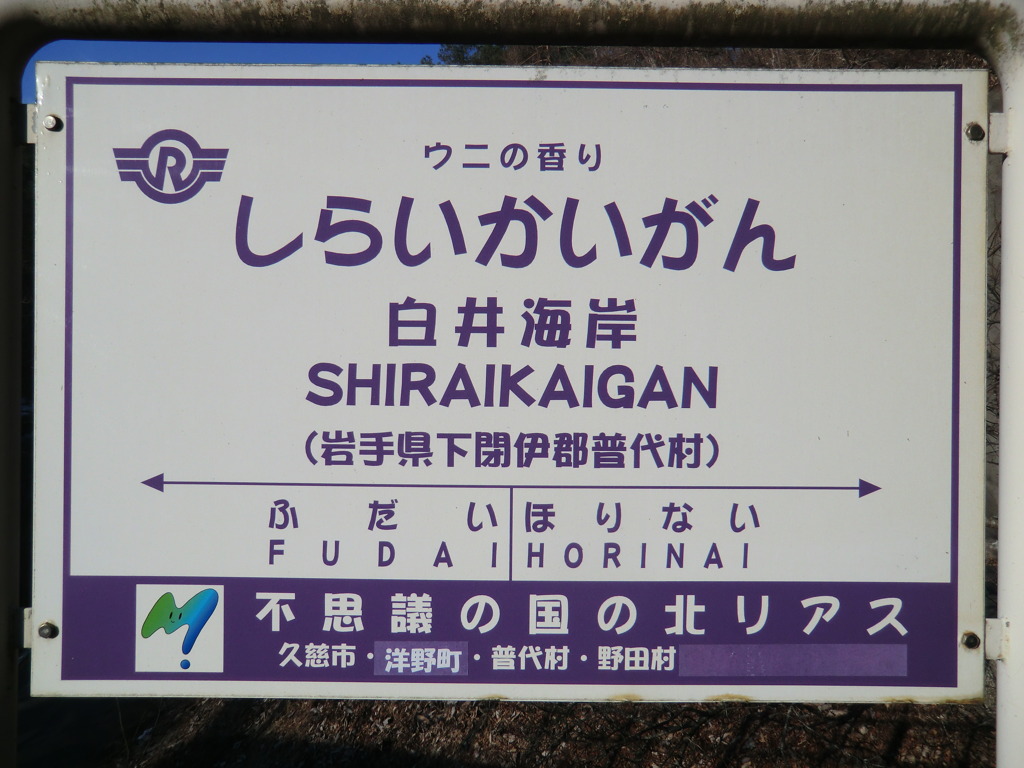 R
ウニの香り
しらいかいがん
白井海岸
SHIRAIKAIGAN
(岩手県下閉伊郡普代村)
ふだい ほりない
FUDAI HORINAI
不思議の国の北リアス
久慈市・洋野町・普代村・野田村